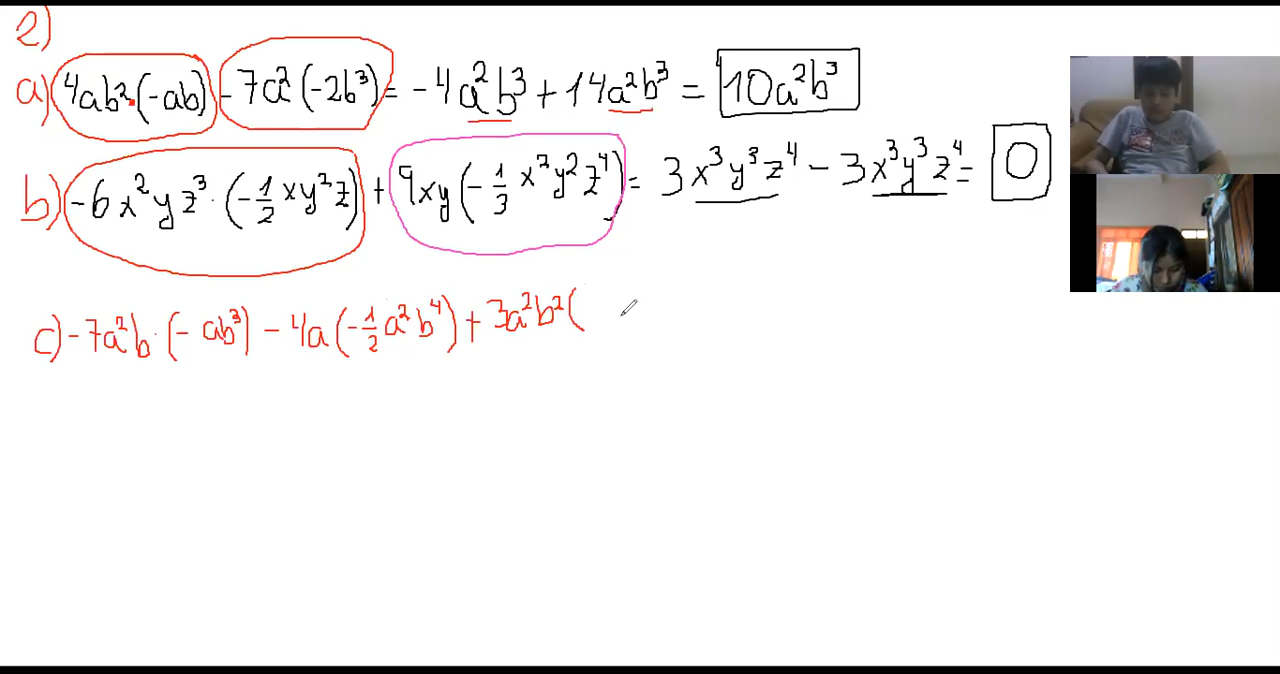 2)
a) 4ab²·(-ab) - 7a²(-2b³) = -4a²b³ + 14a²b³ = 10a²b³
b) -6x²yz³·(-1/2 xy²z) + 9xy(-1/3 x²y²z⁴) = 3x³y³z⁴ - 3x³y³z⁴ = 0
c) -7a²b·(-ab³) - 4a(-1/2 a²b⁴) + 3a²b²(